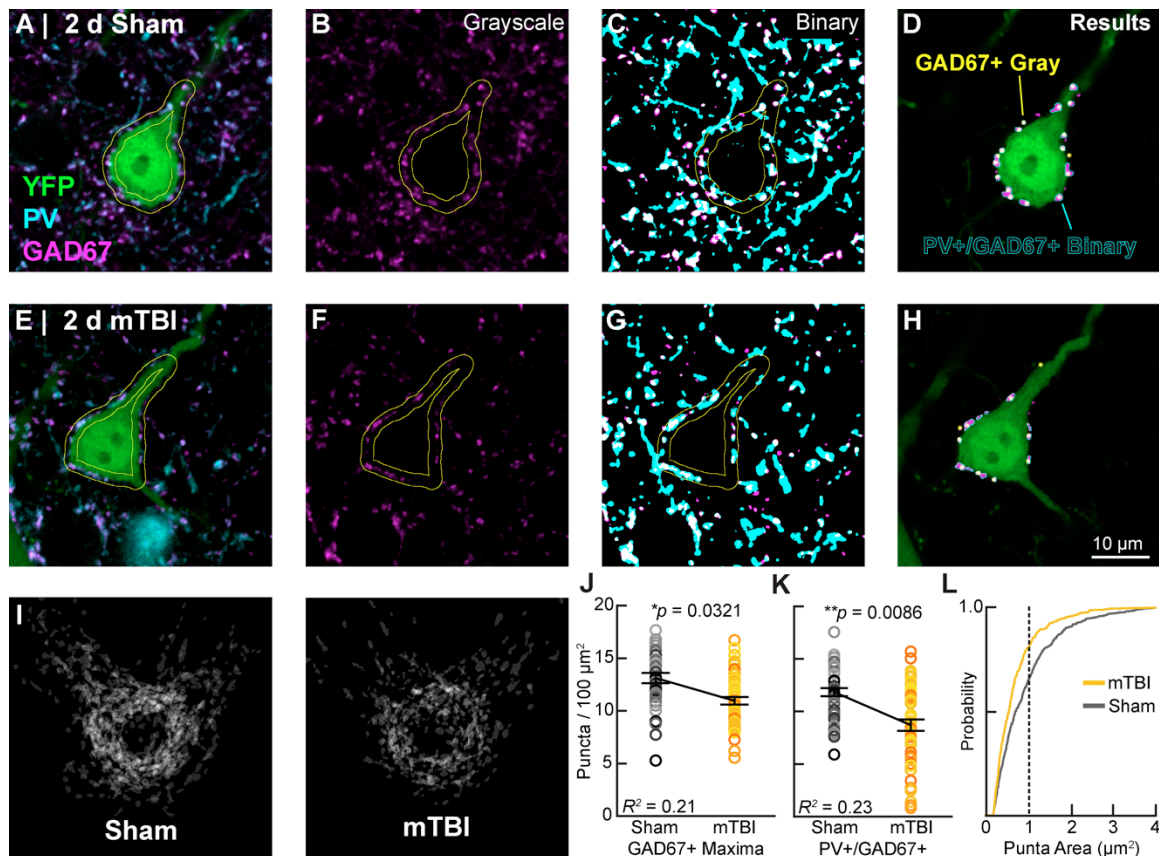 A | 2 d Sham
YFP
PV
GAD67
B
Grayscale
C
Binary
D
Results
GAD67+ Gray
PV+/GAD67+ Binary
E | 2 d mTBI
F
G
H
10 µm
I
Sham
mTBI
J
*p = 0.0321
Puncta / 100 µm²
20
15
10
5
0
R² = 0.21
Sham
mTBI
GAD67+ Maxima
K
**p = 0.0086
R² = 0.23
Sham
mTBI
PV+/GAD67+
L
1.0
Probability
mTBI
Sham
0
1
2
4
Punta Area (µm²)